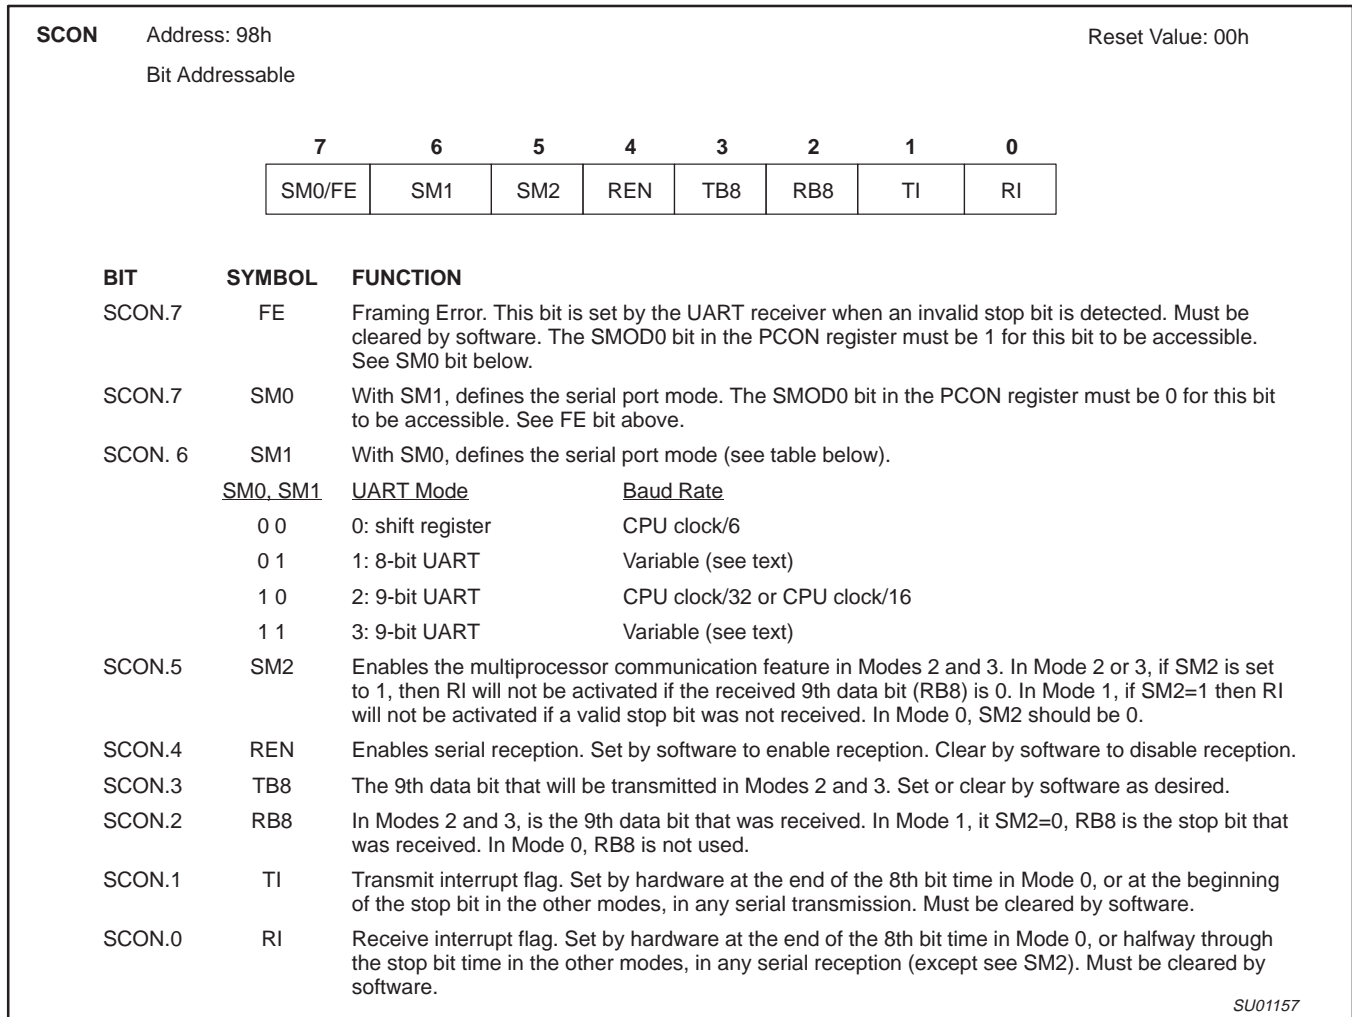 SCON Address: 98h Reset Value: 00h
Bit Addressable
7 6 5 4 3 2 1 0
SM0/FE SM1 SM2 REN TB8 RB8 TI RI
BIT SYMBOL FUNCTION
SCON.7 FE Framing Error. This bit is set by the UART receiver when an invalid stop bit is detected. Must be
cleared by software. The SMOD0 bit in the PCON register must be 1 for this bit to be accessible.
See SM0 bit below.
SCON.7 SM0 With SM1, defines the serial port mode. The SMOD0 bit in the PCON register must be 0 for this bit
to be accessible. See FE bit above.
SCON. 6 SM1 With SM0, defines the serial port mode (see table below).
SM0, SM1 UART Mode Baud Rate
0 0 0: shift register CPU clock/6
0 1 1: 8-bit UART Variable (see text)
1 0 2: 9-bit UART CPU clock/32 or CPU clock/16
1 1 3: 9-bit UART Variable (see text)
SCON.5 SM2 Enables the multiprocessor communication feature in Modes 2 and 3. In Mode 2 or 3, if SM2 is set
to 1, then RI will not be activated if the received 9th data bit (RB8) is 0. In Mode 1, if SM2=1 then RI
will not be activated if a valid stop bit was not received. In Mode 0, SM2 should be 0.
SCON.4 REN Enables serial reception. Set by software to enable reception. Clear by software to disable reception.
SCON.3 TB8 The 9th data bit that will be transmitted in Modes 2 and 3. Set or clear by software as desired.
SCON.2 RB8 In Modes 2 and 3, is the 9th data bit that was received. In Mode 1, it SM2=0, RB8 is the stop bit that
was received. In Mode 0, RB8 is not used.
SCON.1 TI Transmit interrupt flag. Set by hardware at the end of the 8th bit time in Mode 0, or at the beginning
of the stop bit in the other modes, in any serial transmission. Must be cleared by software.
SCON.0 RI Receive interrupt flag. Set by hardware at the end of the 8th bit time in Mode 0, or halfway through
the stop bit time in the other modes, in any serial reception (except see SM2). Must be cleared by
software.
SU01157